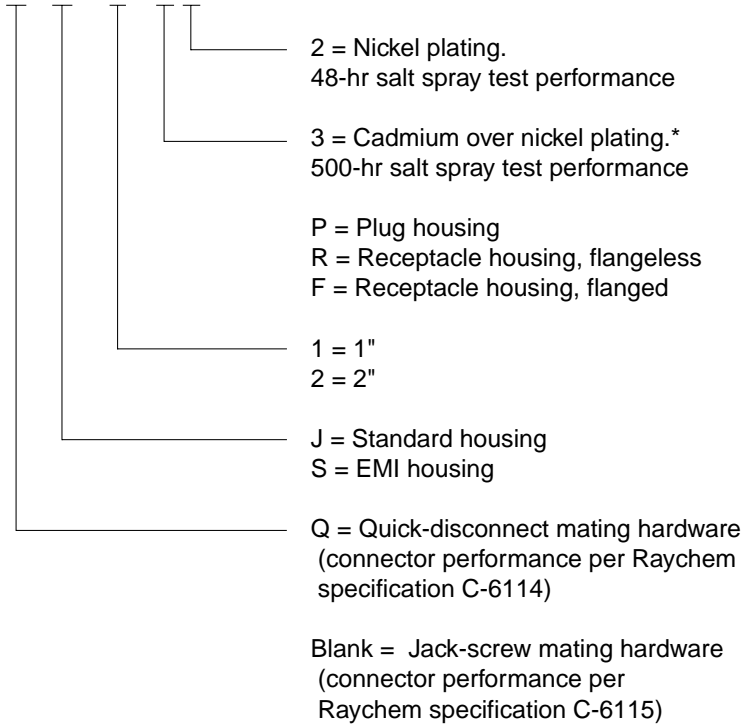 2 = Nickel plating.
48-hr salt spray test performance
3 = Cadmium over nickel plating.*
500-hr salt spray test performance
P = Plug housing
R = Receptacle housing, flangeless
F = Receptacle housing, flanged
1 = 1"
2 = 2"
J = Standard housing
S = EMI housing
Q = Quick-disconnect mating hardware
(connector performance per Raychem
specification C-6114)
Blank = Jack-screw mating hardware
(connector performance per
Raychem specification C-6115)